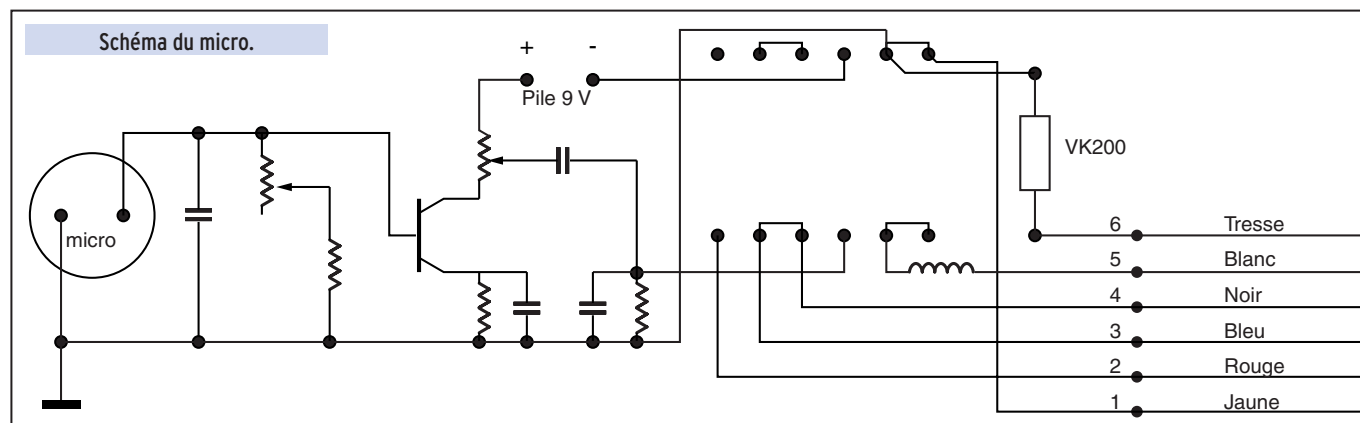 Schéma du micro.
+ -
Pile 9 V
micro
VK200
6 Tresse
5 Blanc
4 Noir
3 Bleu
2 Rouge
1 Jaune